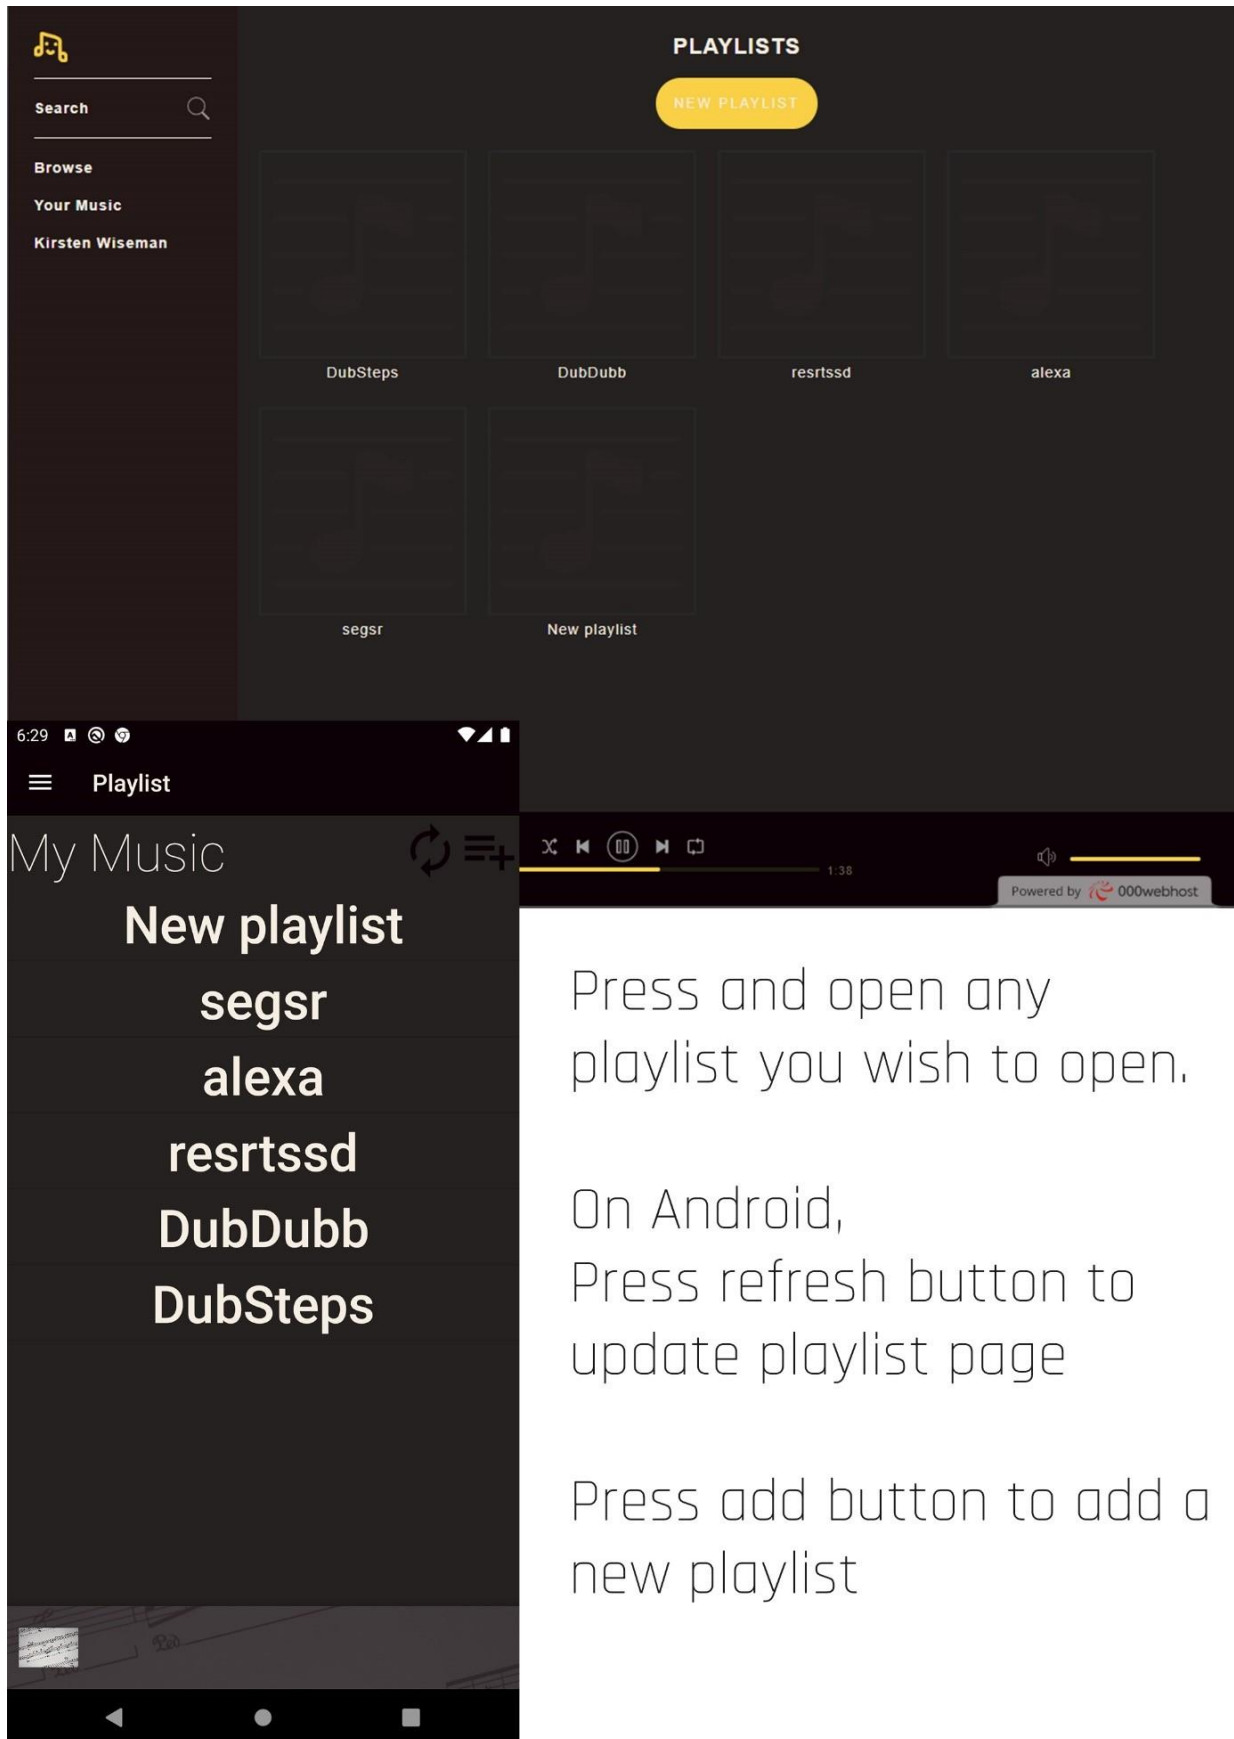 PLAYLISTS
NEW PLAYLIST
Search
Browse
Your Music
Kirsten Wiseman
DubSteps DubDubb resrtssd alexa
segsr New playlist
1:38
Powered by 000webhost
6:29
Playlist
My Music
New playlist
segsr
alexa
resrtssd
DubDubb
DubSteps
Press and open any
playlist you wish to open.
On Android,
Press refresh button to
update playlist page
Press add button to add a
new playlist